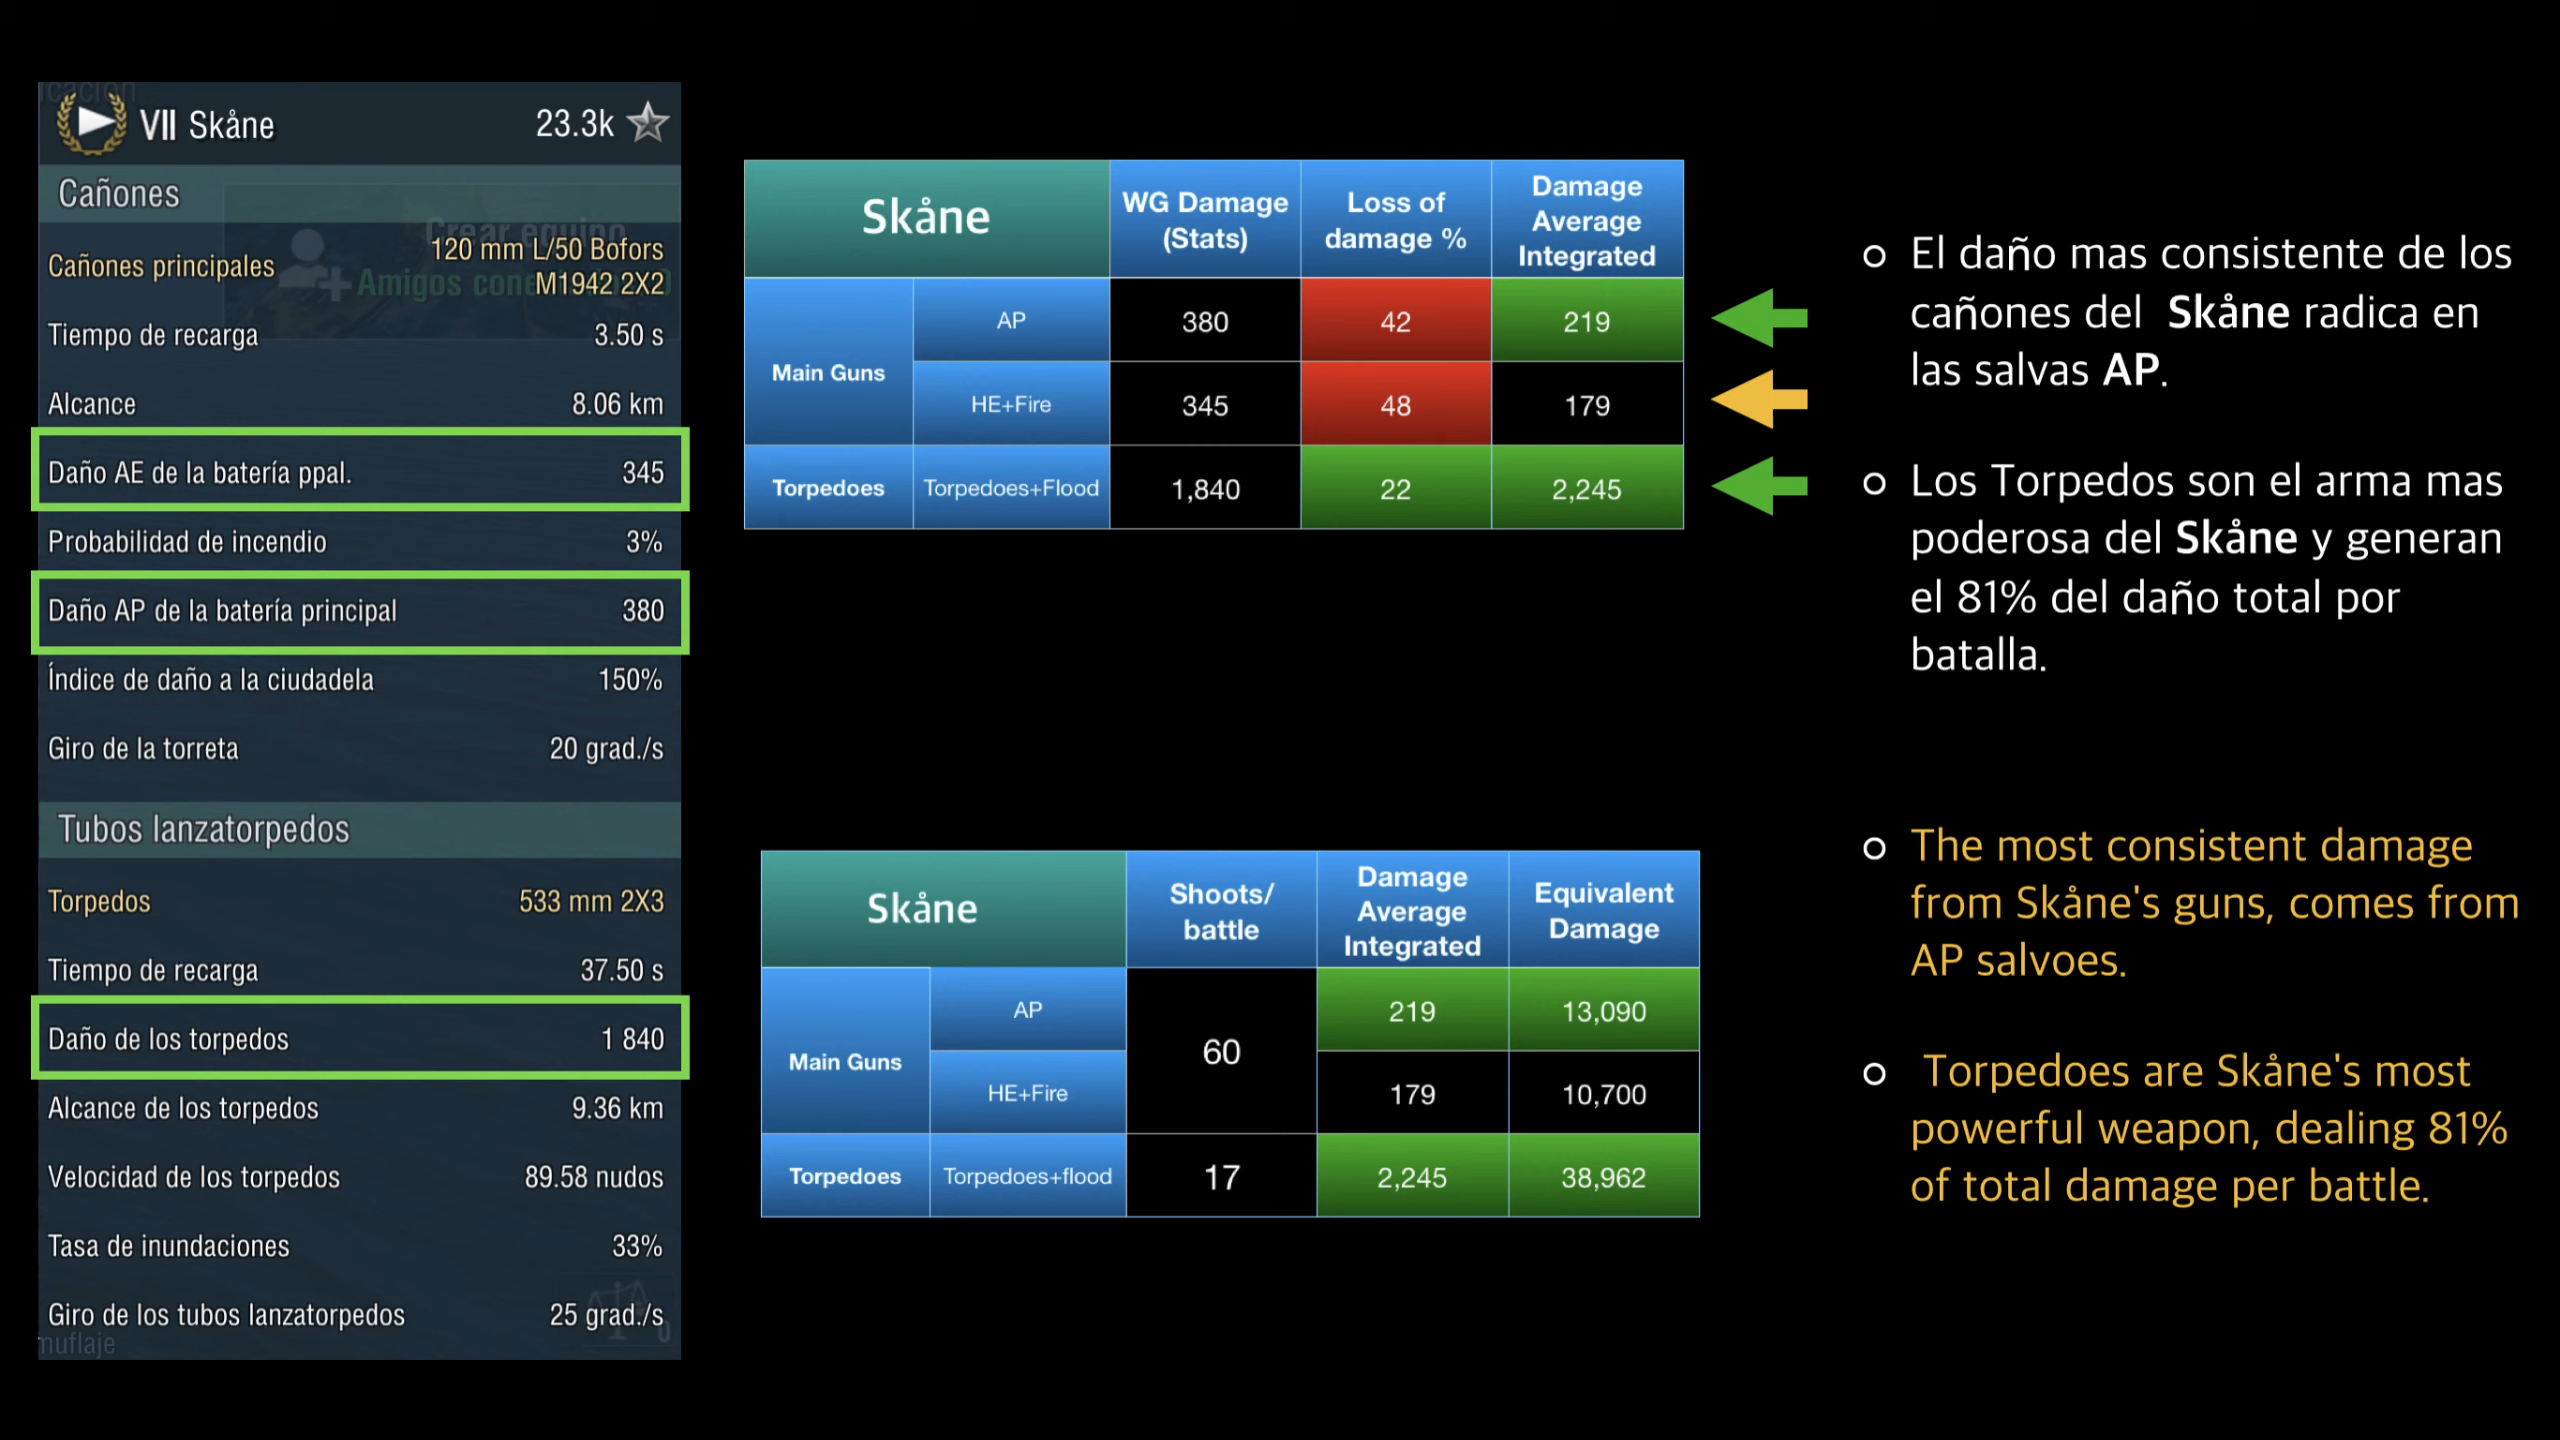 VII Skåne 23.3k
Cañones
Cañones principales 120 mm L/50 Bofors
M1942 2X2
Crear equipo
Tiempo de recarga 3.50 s
Alcance 8.06 km
Daño AE de la batería ppal. 345
Probabilidad de incendio 3%
Daño AP de la batería principal 380
Índice de daño a la ciudadela 150%
Giro de la torreta 20 grad./s
Tubos lanzatorpedos
Torpedos 533 mm 2X3
Tiempo de recarga 37.50 s
Daño de los torpedos 1 840
Alcance de los torpedos 9.36 km
Velocidad de los torpedos 89.58 nudos
Tasa de inundaciones 33%
Giro de los tubos lanzatorpedos 25 grad./s
Skåne
WG Damage
(Stats)
Loss of
damage %
Damage
Average
Integrated
Main Guns
AP 380 42 219
HE+Fire 345 48 179
Torpedoes Torpedoes+Flood 1,840 22 2,245
Skåne
Shoots/
battle
Damage
Average
Integrated
Equivalent
Damage
Main Guns
AP 60 219 13,090
HE+Fire 179 10,700
Torpedoes Torpedoes+flood 17 2,245 38,962
El daño mas consistente de los
cañones del Skåne radica en
las salvas AP.
Los Torpedos son el arma mas
poderosa del Skåne y generan
el 81% del daño total por
batalla.
The most consistent damage
from Skåne's guns, comes from
AP salvoes.
Torpedoes are Skåne's most
powerful weapon, dealing 81%
of total damage per battle.